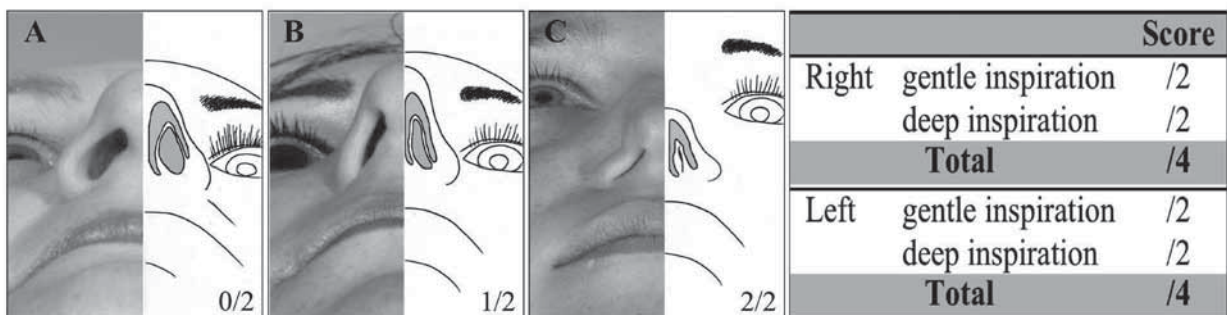 A
0/2
B
1/2
C
2/2
Score
Right gentle inspiration /2
deep inspiration /2
Total /4
Left gentle inspiration /2
deep inspiration /2
Total /4